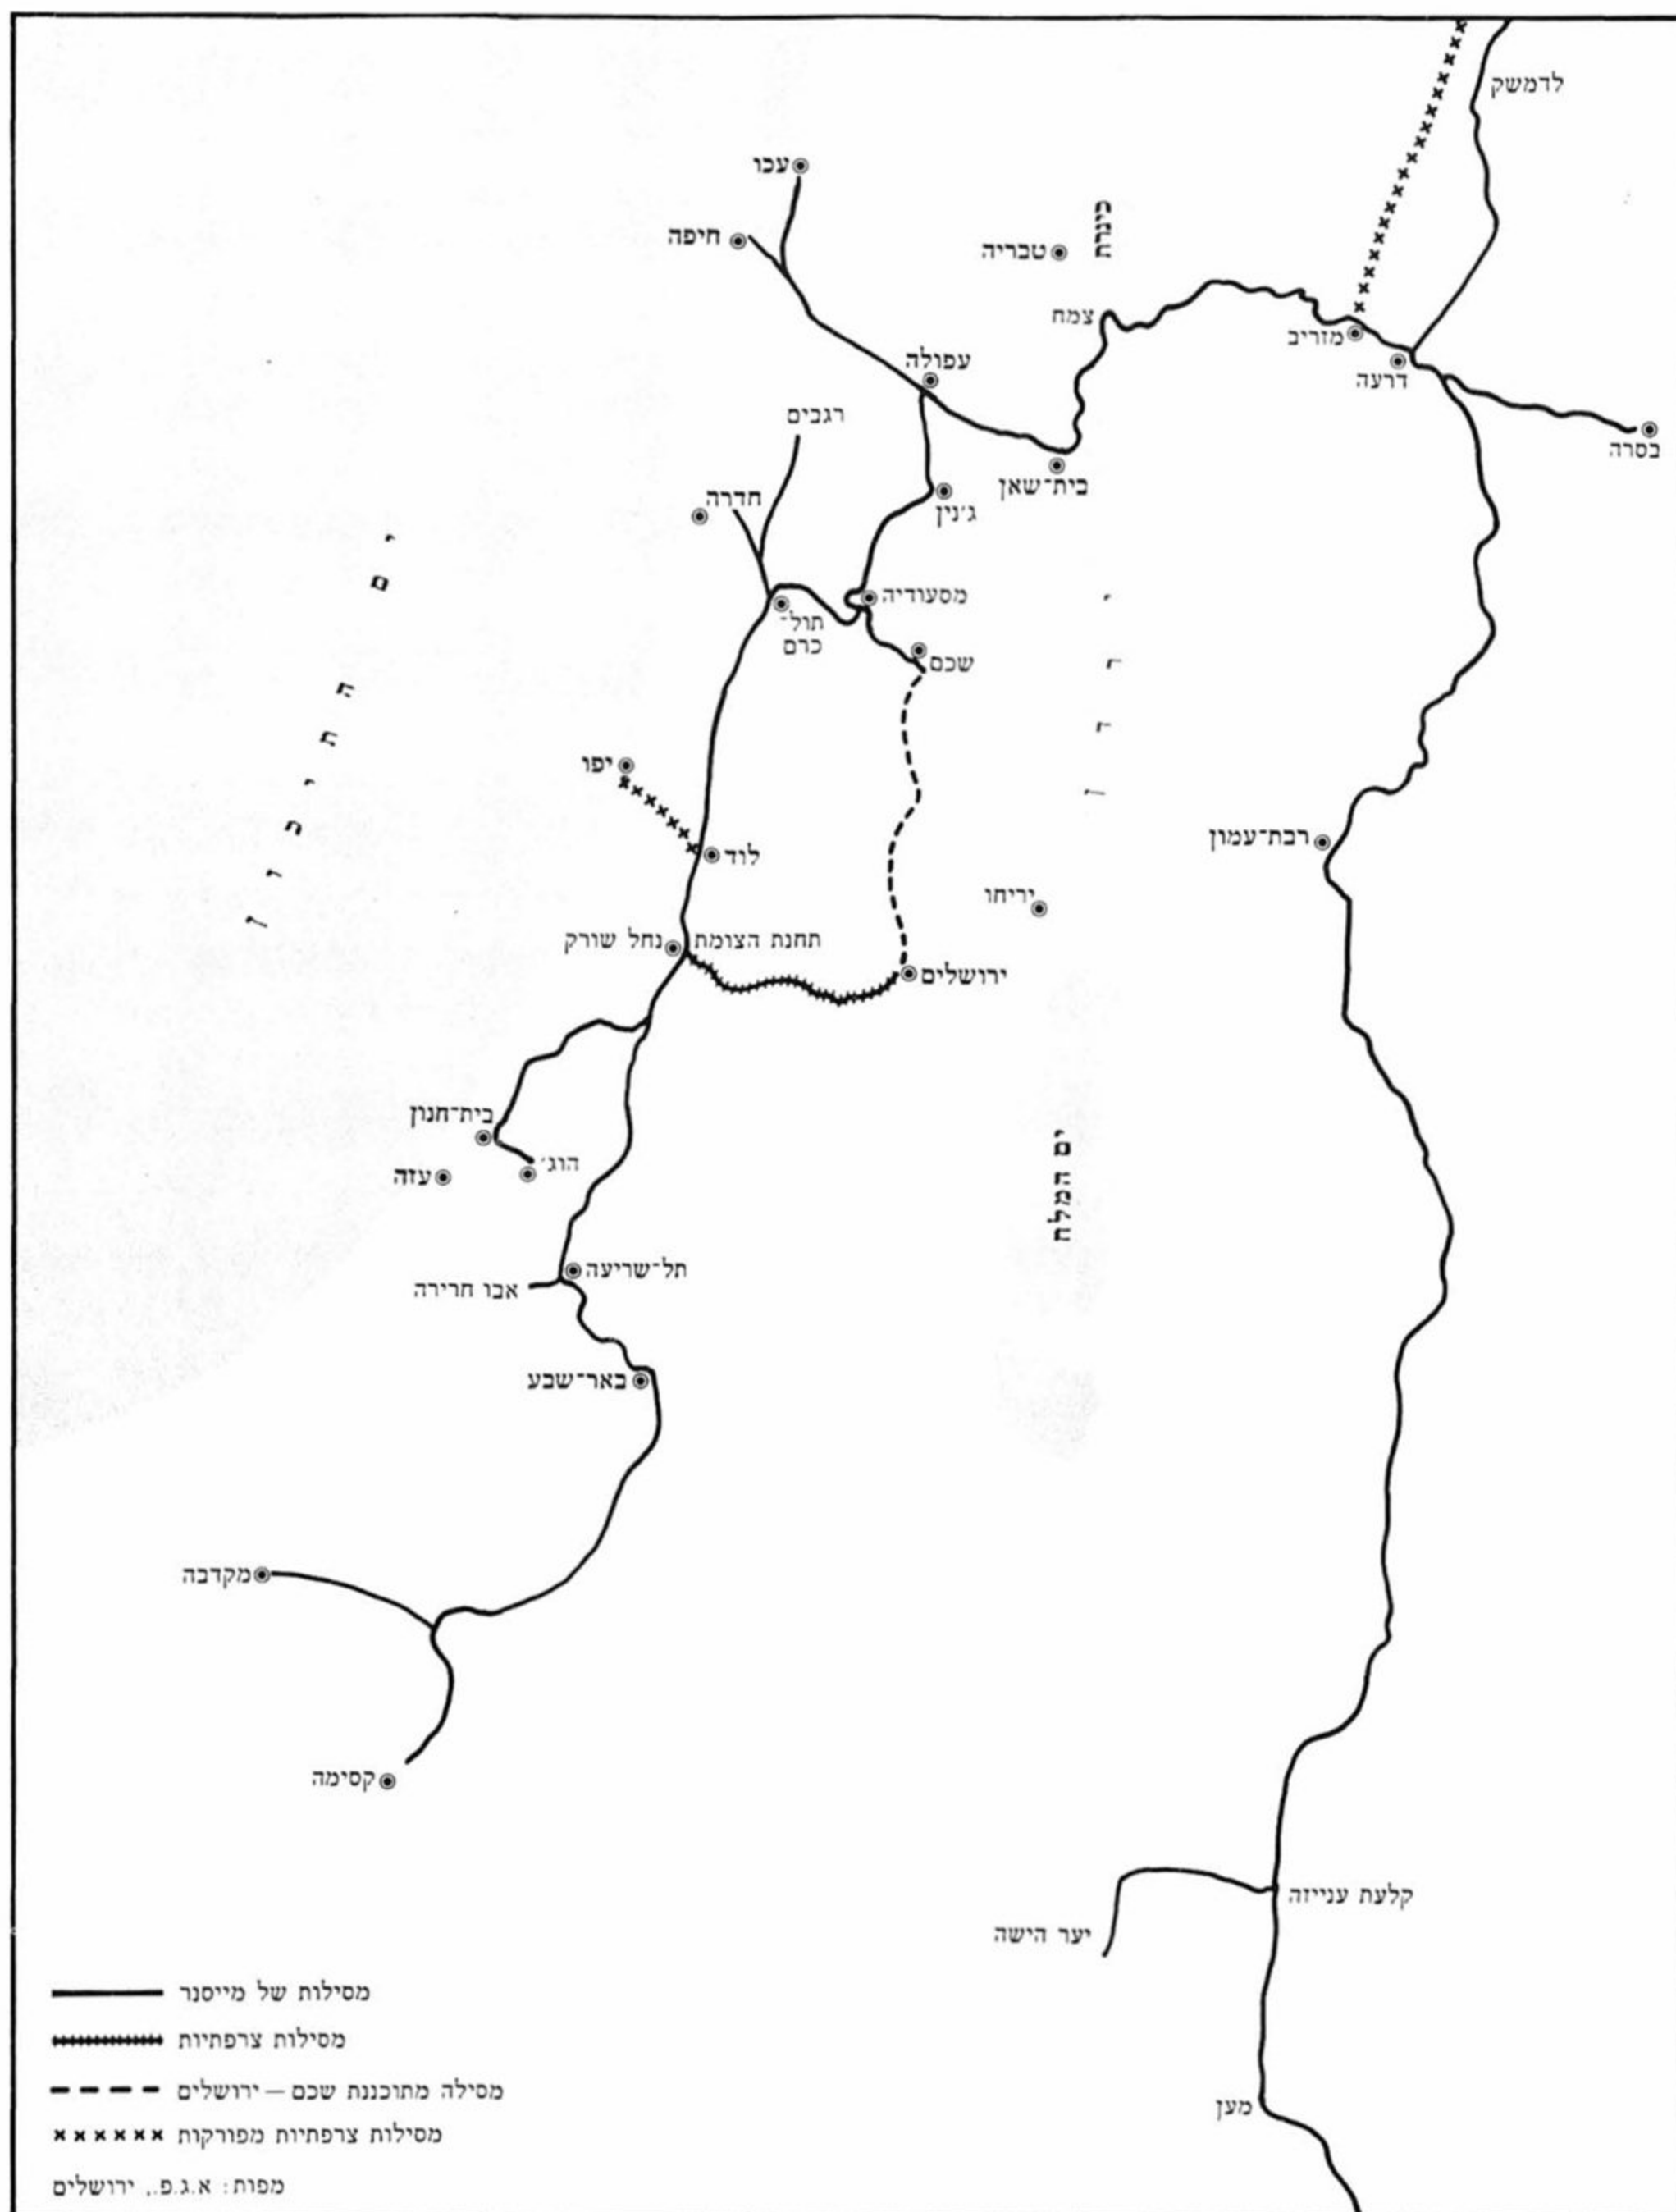 לדמשק
עכו
חיפה
טבריה
כינרת
צמח
מזריב
דרעה
בסרה
עפולה
רגבים
בית־שאן
חדרה
ג׳נין
ים התיכון
מסעודיה
תול־
כרם
שכם
ירדן
יפו
לוד
רבת־עמון
יריחו
נחל שורק
תחנת הצומת
ירושלים
בית־חנון
הוג׳
עזה
ים המלח
תל־שריעה
אבו חרירה
באר־שבע
מקדבה
קסימה
קלעת ענייזה
יער הישה
מען
מסילות של מייסנר
מסילות צרפתיות
מסילה מתוכננת שכם — ירושלים
מסילות צרפתיות מפורקות
מפות: א.ג.פ., ירושלים